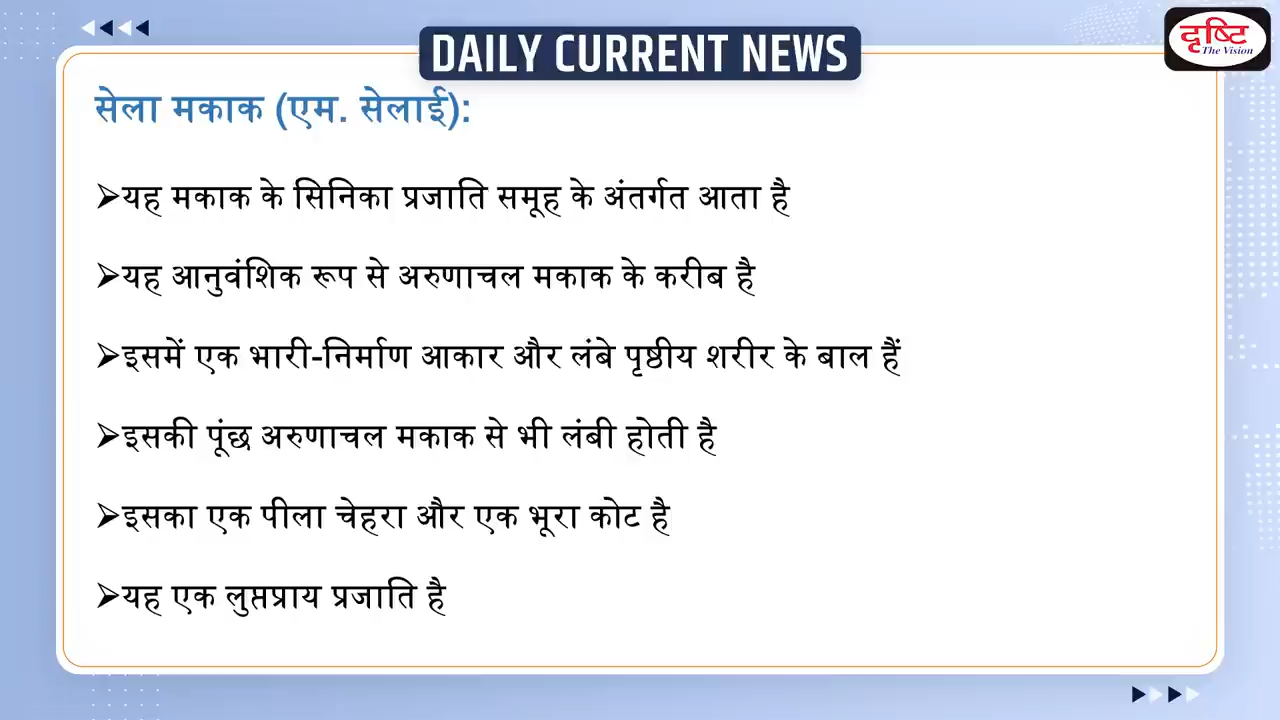 DAILY CURRENT NEWS
दृष्टि
The Vision
सेला मकाक (एम. सेलाई):
➢यह मकाक के सिनिका प्रजाति समूह के अंतर्गत आता है
➢यह आनुवंशिक रूप से अरुणाचल मकाक के करीब है
➢इसमें एक भारी-निर्माण आकार और लंबे पृष्ठीय शरीर के बाल हैं
➢इसकी पूंछ अरुणाचल मकाक से भी लंबी होती है
➢इसका एक पीला चेहरा और एक भूरा कोट है
➢यह एक लुप्तप्राय प्रजाति है